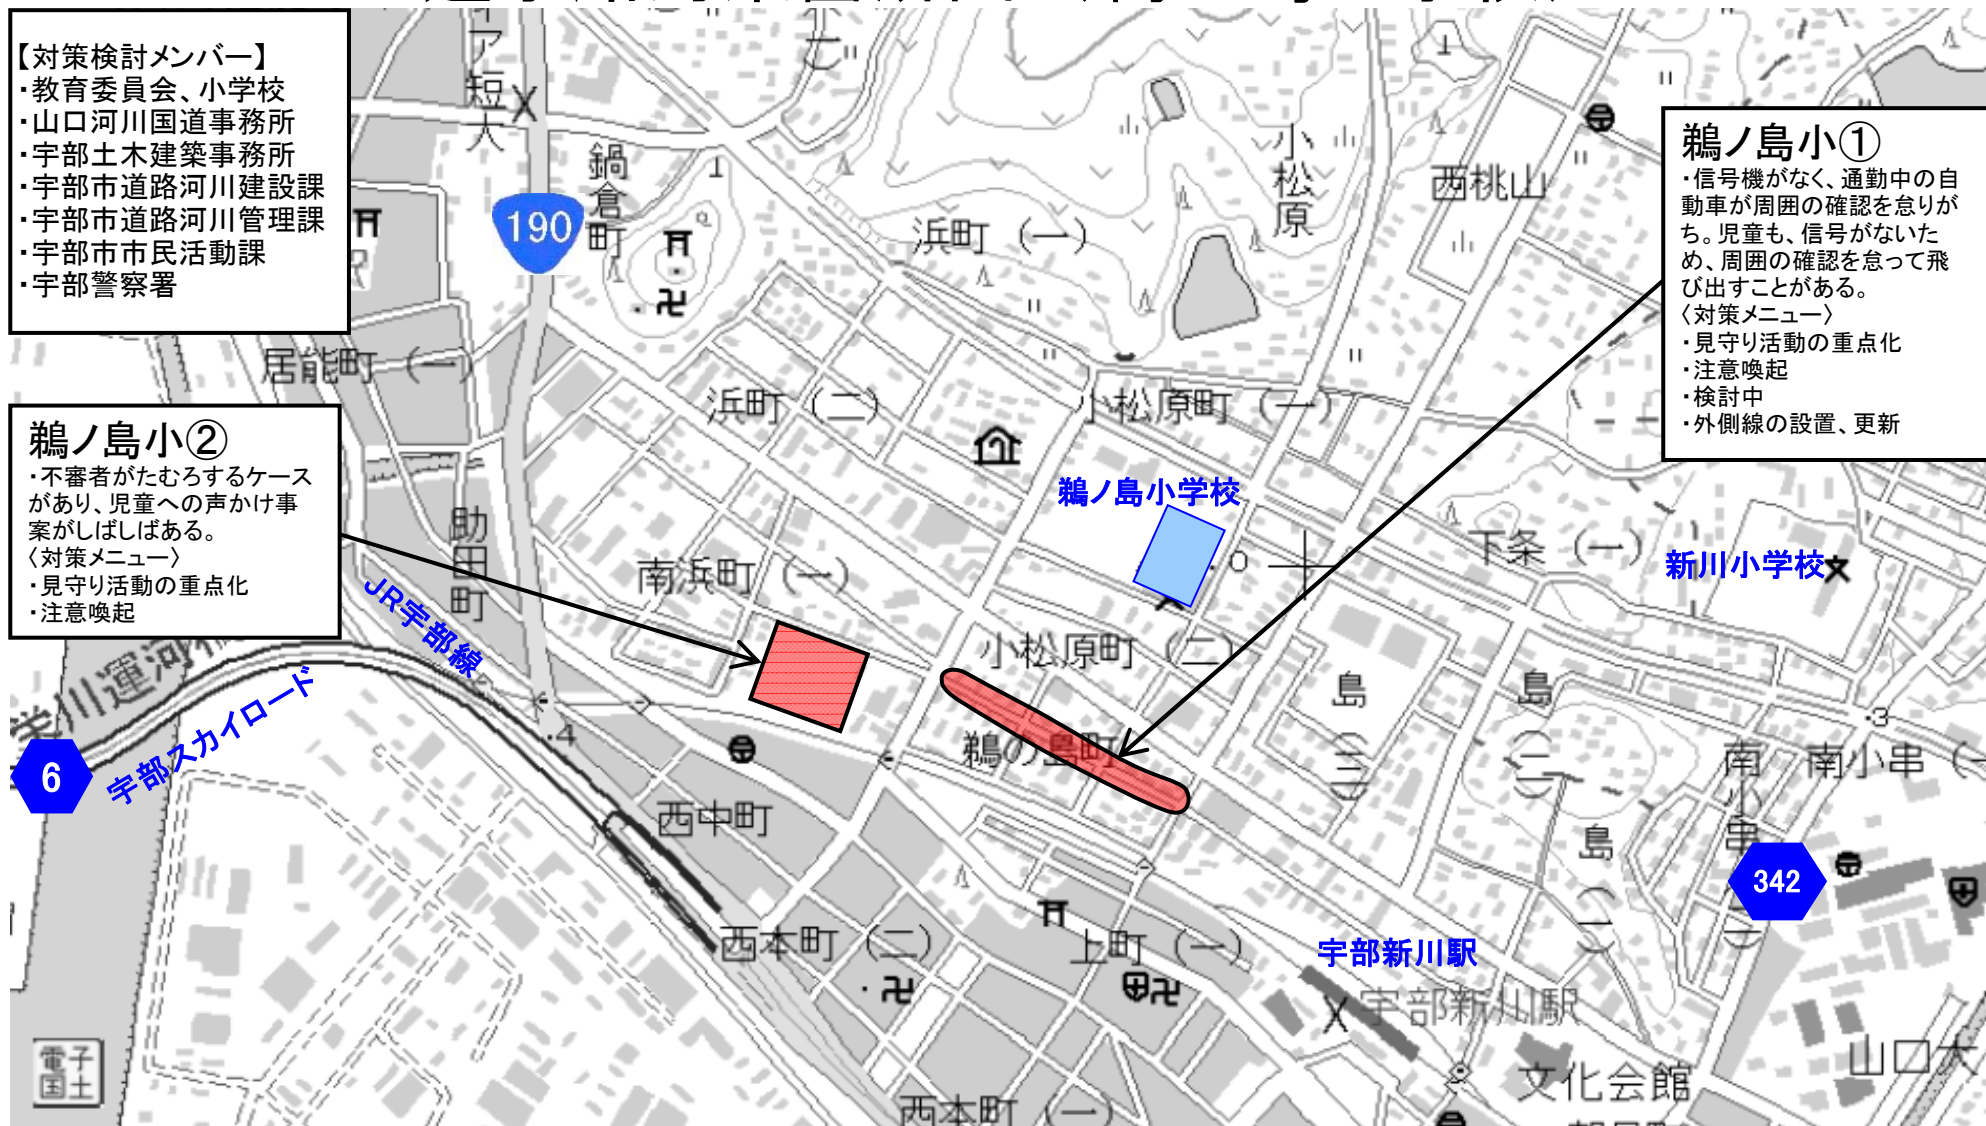 【対策検討メンバー】
・教育委員会、小学校
・山口河川国道事務所
・宇部土木建築事務所
・宇部市道路河川建設課
・宇部市道路河川管理課
・宇部市市民活動課
・宇部警察署
鵜ノ島小①
・信号機がなく、通勤中の自
動車が周囲の確認を怠りが
ち。児童も、信号がないた
め、周囲の確認を怠って飛
び出すことがある。
〈対策メニュー〉
・見守り活動の重点化
・注意喚起
・検討中
・外側線の設置、更新
鵜ノ島小②
・不審者がたむろするケース
があり、児童への声かけ事
案がしばしばある。
〈対策メニュー〉
・見守り活動の重点化
・注意喚起
短大
鍋倉町
190
浜町（一）
小松原
西桃山
居能町（一）
浜町（二）
小松原町（一）
鵜ノ島小学校
助田町
南浜町（一）
下条（一）
新川小学校
JR宇部線
宇部スカイロード
6
小松原町（二）
鵜の島町
島（三）
島（二）
島（一）
南小串
南小串
342
・4
・3
西中町
西本町（二）
上町（一）
宇部新川駅
宇部新川駅
文化会館
山口大
西本町（一）
電子
国土